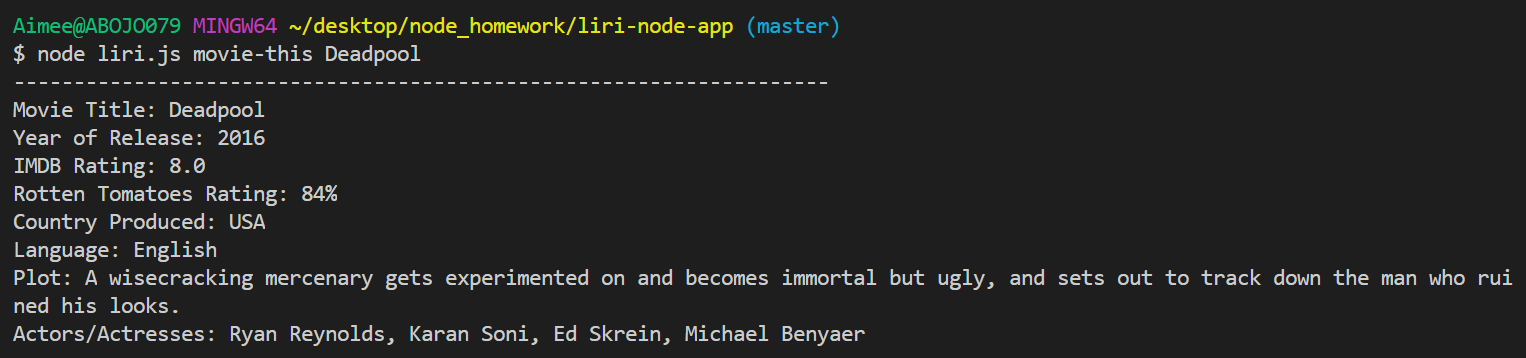 Aimee@ABOJO079 MINGW64 ~/desktop/node_homework/liri-node-app (master)
$ node liri.js movie-this Deadpool
--------------------------------------------------------------------
Movie Title: Deadpool
Year of Release: 2016
IMDB Rating: 8.0
Rotten Tomatoes Rating: 84%
Country Produced: USA
Language: English
Plot: A wisecracking mercenary gets experimented on and becomes immortal but ugly, and sets out to track down the man who rui
ned his looks.
Actors/Actresses: Ryan Reynolds, Karan Soni, Ed Skrein, Michael Benyaer